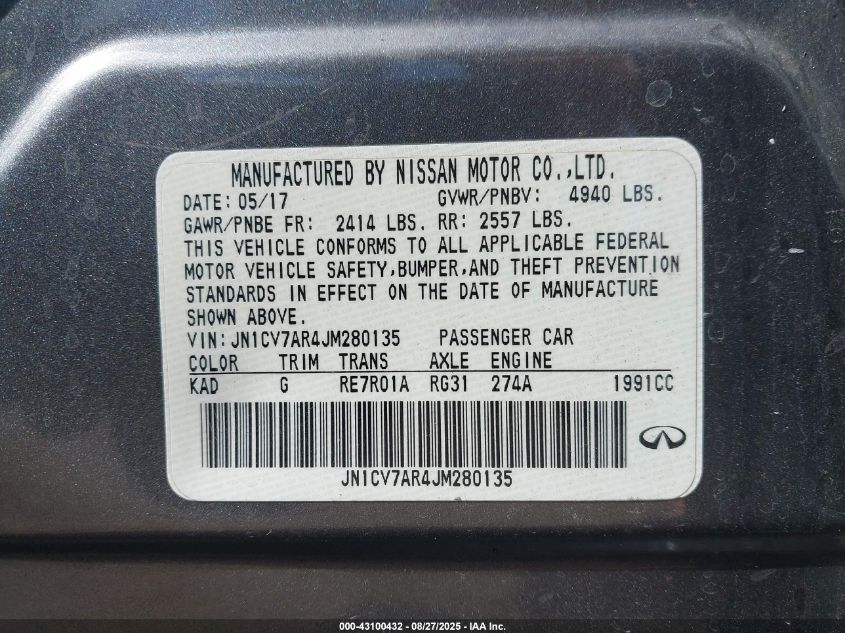 MANUFACTURED BY NISSAN MOTOR CO.,LTD.
DATE: 05/17 GVWR/PNBV: 4940 LBS.
GAWR/PNBE FR: 2414 LBS. RR: 2557 LBS.
THIS VEHICLE CONFORMS TO ALL APPLICABLE FEDERAL
MOTOR VEHICLE SAFETY,BUMPER,AND THEFT PREVENTION
STANDARDS IN EFFECT ON THE DATE OF MANUFACTURE
SHOWN ABOVE.
VIN:JN1CV7AR4JM280135 PASSENGER CAR
COLOR TRIM TRANS AXLE ENGINE
KAD G RE7R01A RG31 274A 1991CC
JN1CV7AR4JM280135
000-43100432 - 08/27/2025 - IAA Inc.